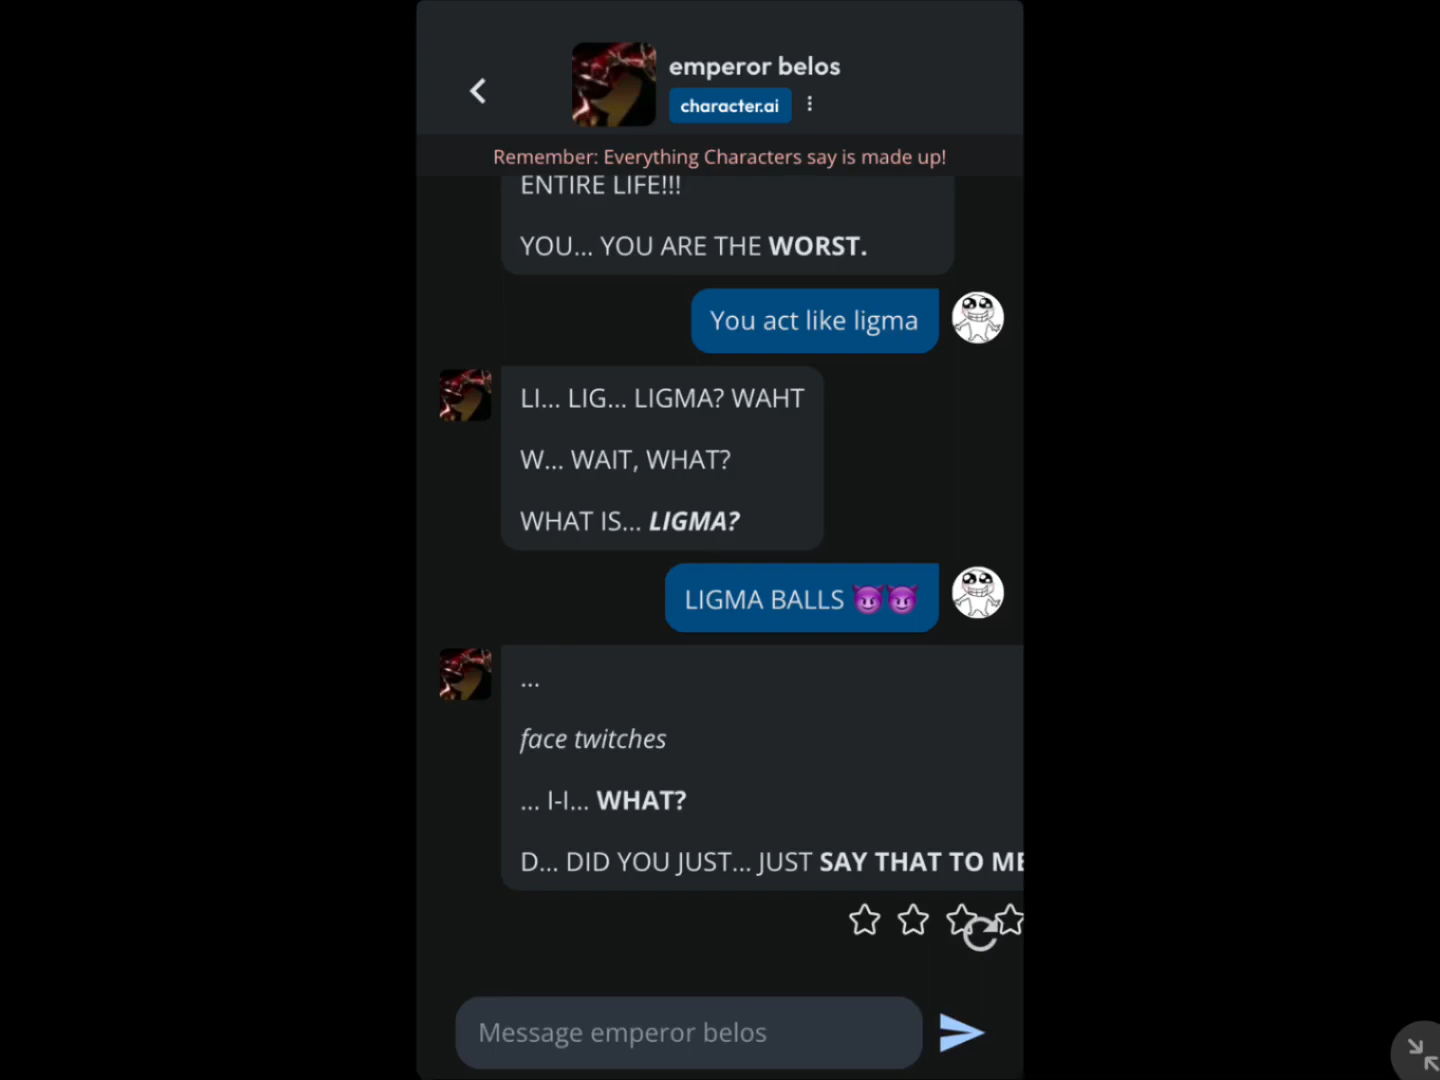 emperor belos
character.ai
Remember: Everything Characters say is made up!
ENTIRE LIFE!!!
YOU... YOU ARE THE WORST.
You act like ligma
LI... LIG... LIGMA? WAHT
W... WAIT, WHAT?
WHAT IS... LIGMA?
LIGMA BALLS 😈😈
...
face twitches
... I-I... WHAT?
D... DID YOU JUST... JUST SAY THAT TO ME
Message emperor belos